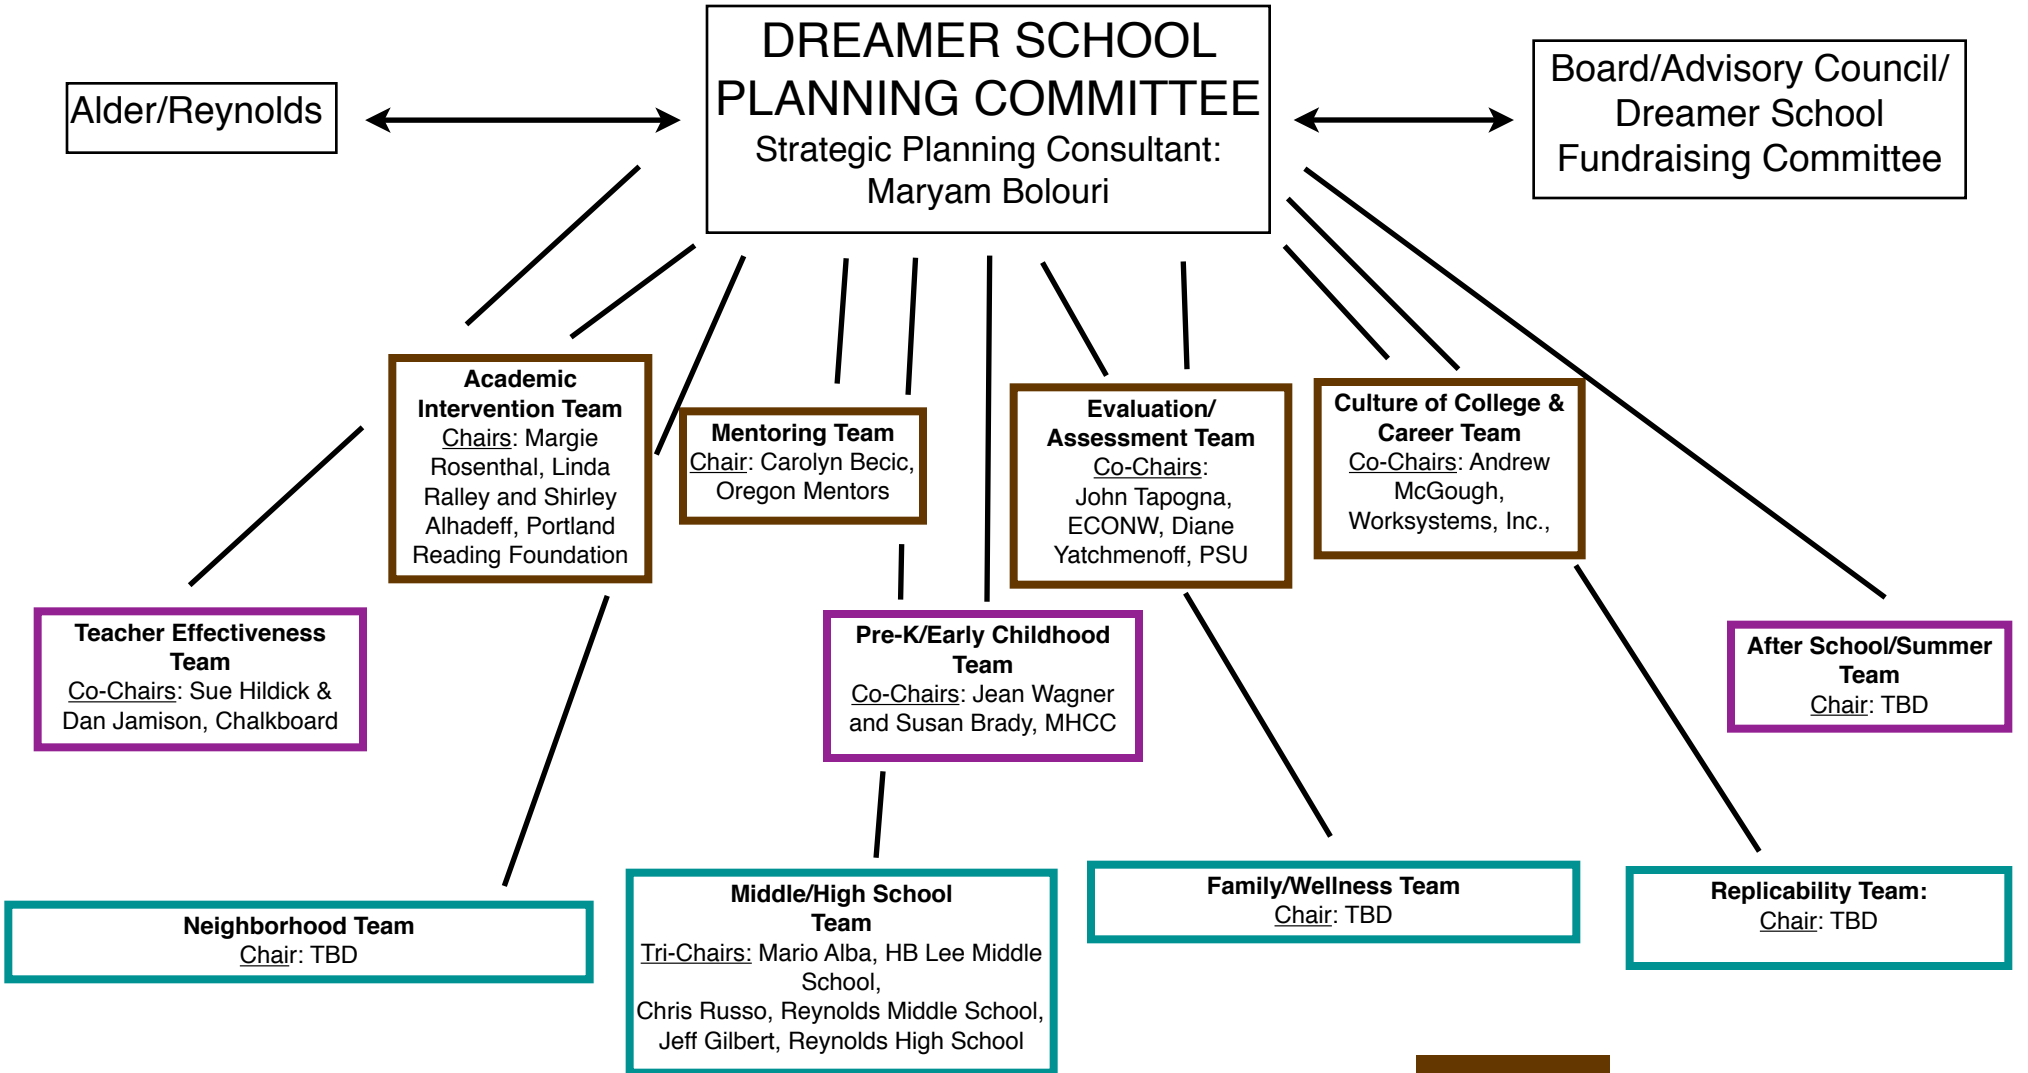 DREAMER SCHOOL
PLANNING COMMITTEE
Strategic Planning Consultant:
Maryam Bolouri
Alder/Reynolds
Board/Advisory Council/
Dreamer School
Fundraising Committee
Academic
Intervention Team
Chairs: Margie
Rosenthal, Linda
Ralley and Shirley
Alhadeff, Portland
Reading Foundation
Mentoring Team
Chair: Carolyn Becic,
Oregon Mentors
Evaluation/
Assessment Team
Co-Chairs:
John Tapogna,
ECONW, Diane
Yatchmenoff, PSU
Culture of College &
Career Team
Co-Chairs: Andrew
McGough,
Worksystems, Inc.,
Teacher Effectiveness
Team
Co-Chairs: Sue Hildick &
Dan Jamison, Chalkboard
Pre-K/Early Childhood
Team
Co-Chairs: Jean Wagner
and Susan Brady, MHCC
After School/Summer
Team
Chair: TBD
Neighborhood Team
Chair: TBD
Middle/High School
Team
Tri-Chairs: Mario Alba, HB Lee Middle
School,
Chris Russo, Reynolds Middle School,
Jeff Gilbert, Reynolds High School
Family/Wellness Team
Chair: TBD
Replicability Team:
Chair: TBD